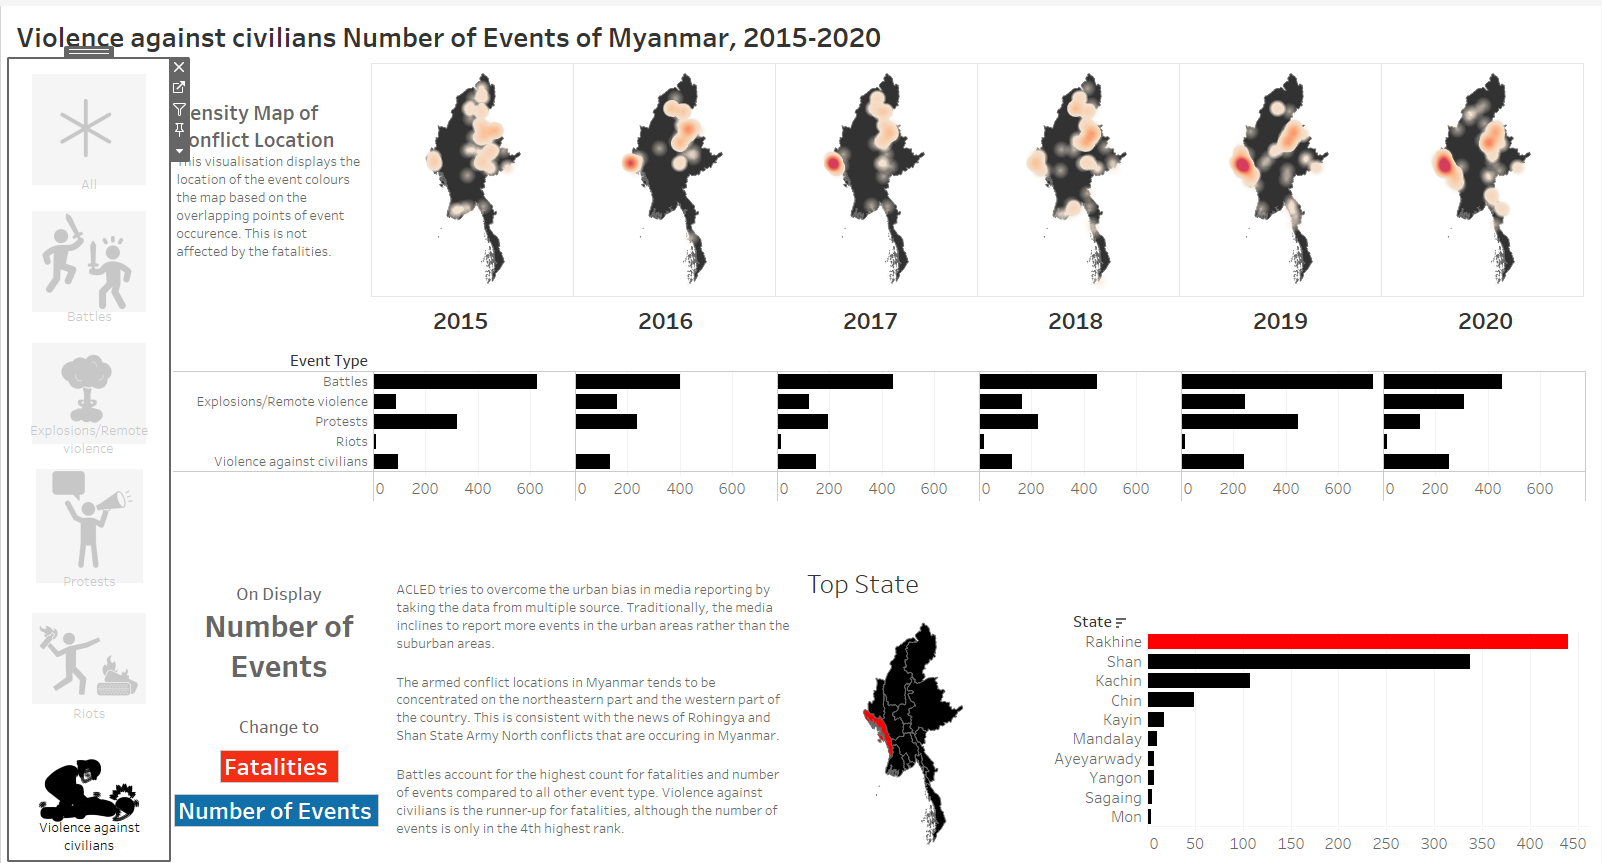 Violence against civilians Number of Events of Myanmar, 2015-2020
All
Battles
Explosions/Remote
violence
Protests
Riots
Violence against
civilians
ensity Map of
onflict Location
This visualisation displays the
location of the event colours
the map based on the
overlapping points of event
occurence. This is not
affected by the fatalities.
2015 2016 2017 2018 2019 2020
Event Type
Battles
Explosions/Remote violence
Protests
Riots
Violence against civilians
0 200 400 600 0 200 400 600 0 200 400 600 0 200 400 600 0 200 400 600 0 200 400 600
On Display
Number of
Events
Change to
Fatalities
Number of Events
ACLED tries to overcome the urban bias in media reporting by
taking the data from multiple source. Traditionally, the media
inclines to report more events in the urban areas rather than the
suburban areas.
The armed conflict locations in Myanmar tends to be
concentrated on the northeastern part and the western part of
the country. This is consistent with the news of Rohingya and
Shan State Army North conflicts that are occuring in Myanmar.
Battles account for the highest count for fatalities and number
of events compared to all other event type. Violence against
civilians is the runner-up for fatalities, although the number of
events is only in the 4th highest rank.
Top State
State
Rakhine
Shan
Kachin
Chin
Kayin
Mandalay
Ayeyarwady
Yangon
Sagaing
Mon
0 50 100 150 200 250 300 350 400 450